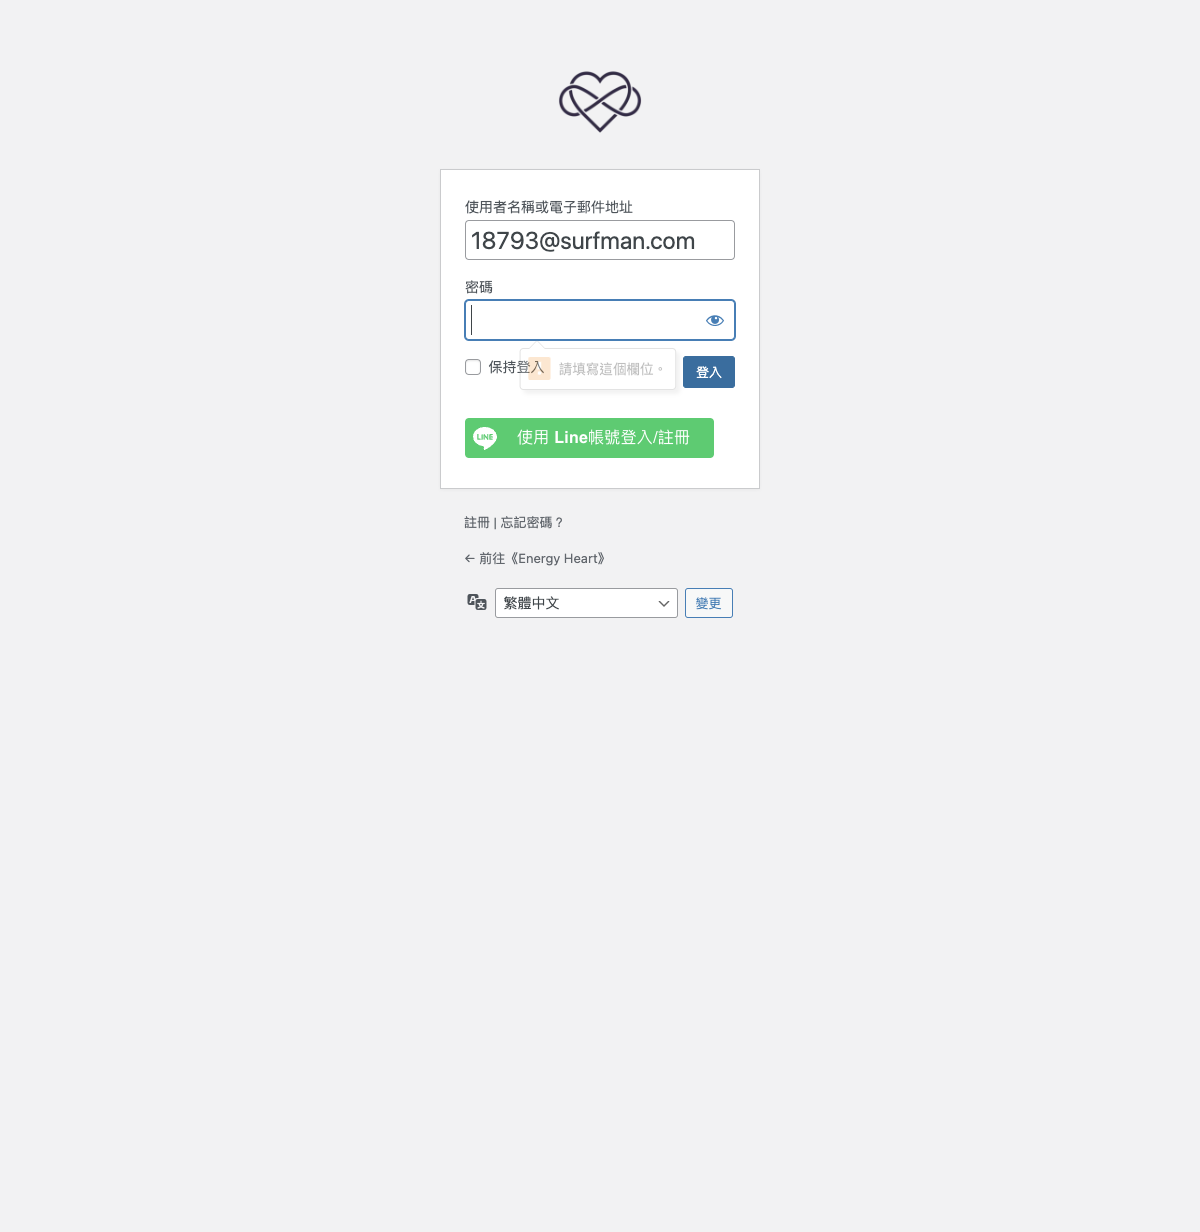 使用者名稱或電子郵件地址
18793@surfman.com
密碼
保持登入
請填寫這個欄位。
登入
LINE 使用 Line帳號登入/註冊
註冊 | 忘記密碼？
← 前往《Energy Heart》
繁體中文
變更